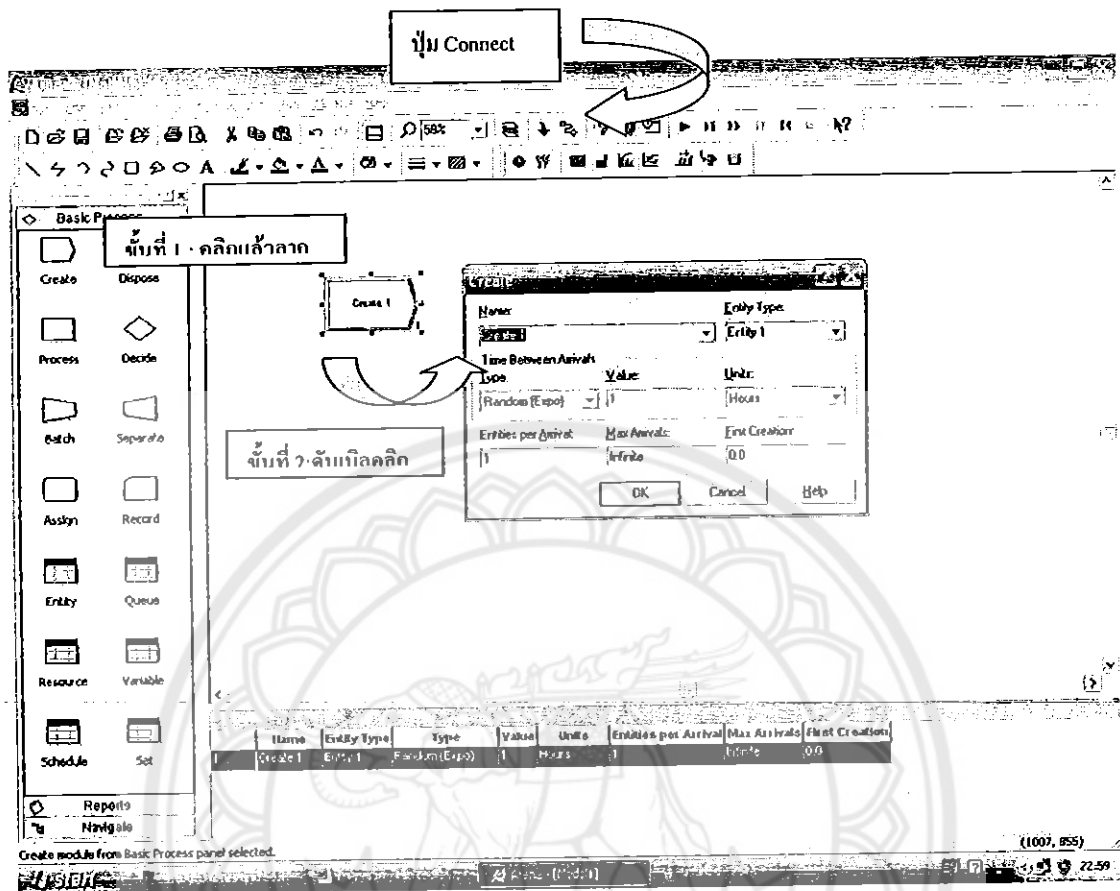 ปุ่ม Connect
58%
Basic
ขั้นที่ 1 · คลิกแล้วลาก
Create
Dispose
Create 1
Create
Name:
Entity Type:
Create 1
Entity 1
Process
Decide
Time Between Arrivals
Type:
Value:
Units:
Random (Expo)
1
Hours
Batch
Separate
Entities per Arrival:
Max Arrivals:
First Creation:
1
Infinite
0.0
ขั้นที่ 2 · ดับเบิลคลิก
OK
Cancel
Help
Assign
Record
Entity
Queue
Resource
Variable
Name
Entity Type
Type
Value
Units
Entities per Arrival
Max Arrivals
First Creation
1
Create 1
Entity 1
Random (Expo)
1
Hours
1
Infinite
0.0
Schedule
Set
Reports
Navigate
(1007, 855)
Create module from Basic Process panel selected.
22:59